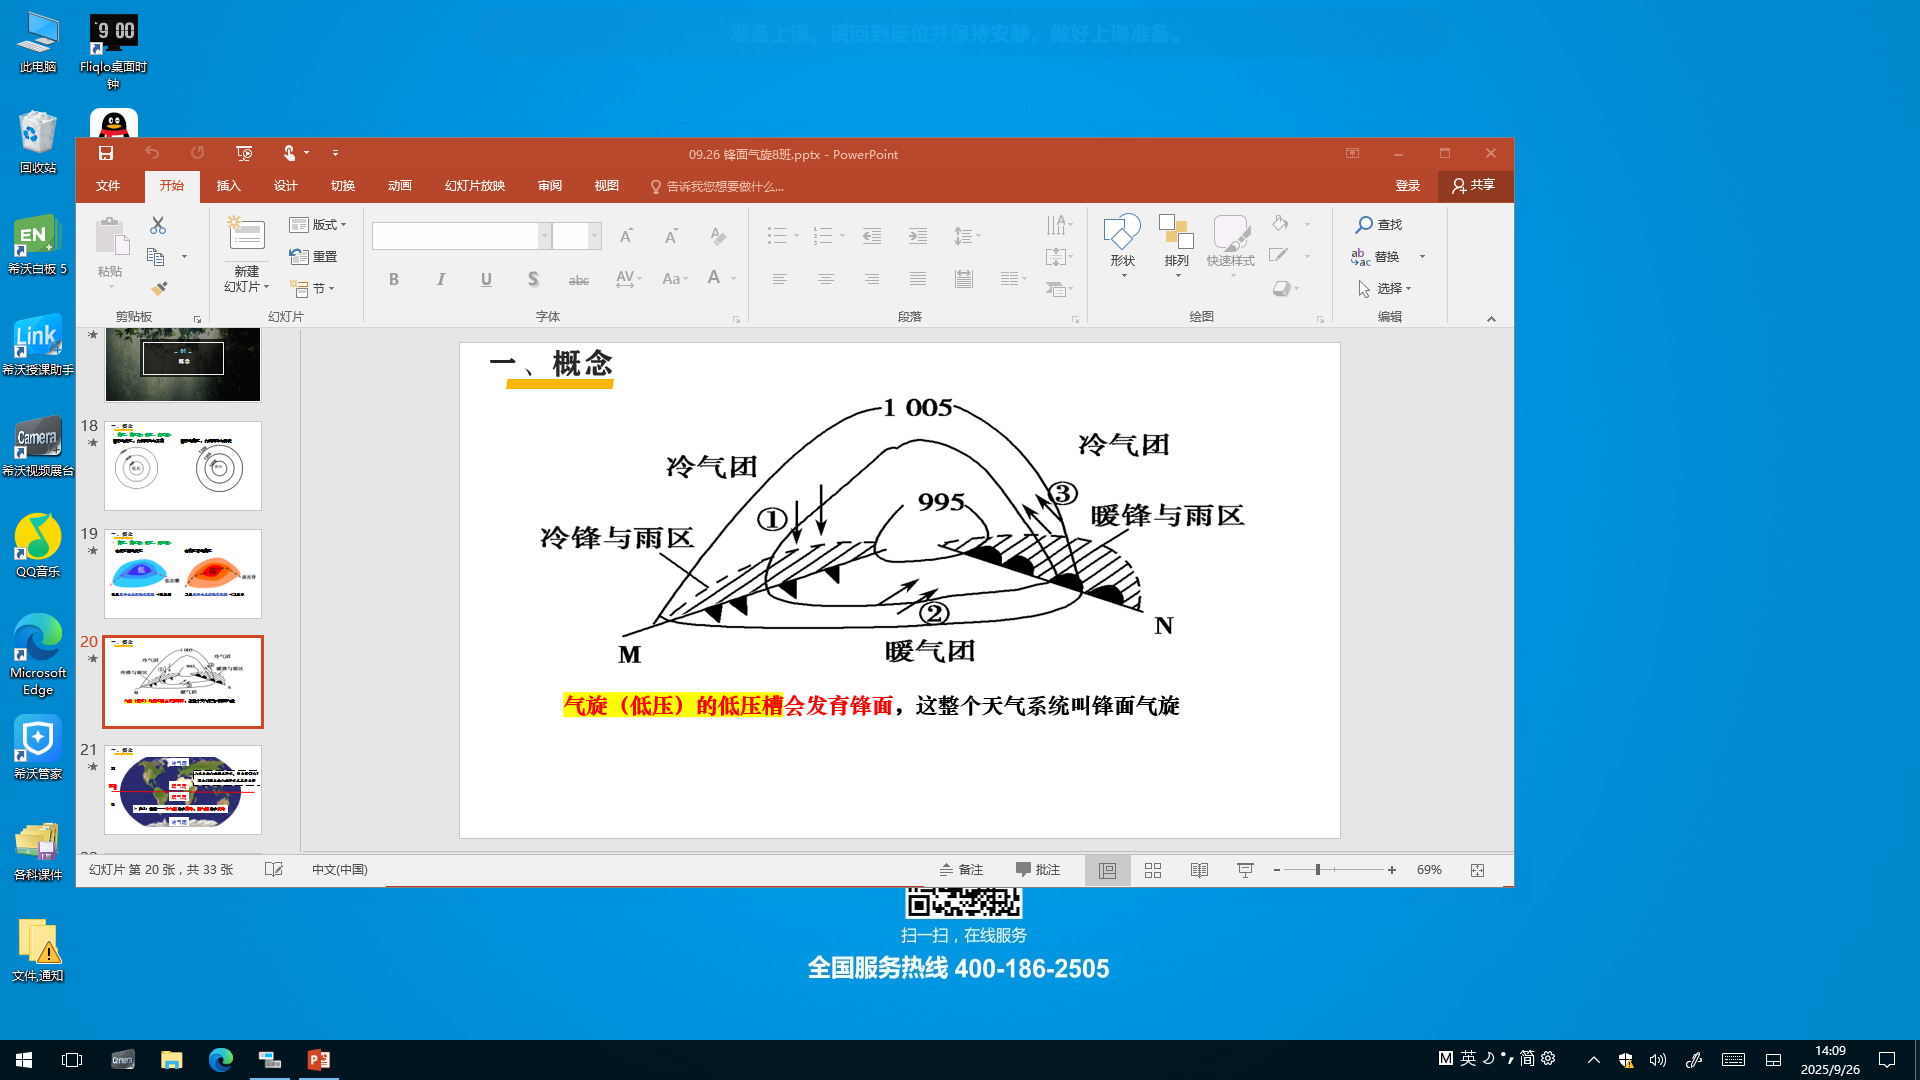 准备上课，请回到座位并保持安静，做好上课准备。
此电脑
9 00
Fliqlo桌面时
钟
回收站
EN
希沃白板 5
Link
希沃授课助手
Camera
希沃视频展台
QQ音乐
Microsoft
Edge
希沃管家
各科课件
文件,通知
09.26 锋面气旋8班.pptx - PowerPoint
文件
开始
插入
设计
切换
动画
幻灯片放映
审阅
视图
告诉我您想要做什么...
登录
共享
粘贴
剪贴板
新建
幻灯片
版式
重置
节
幻灯片
B I U S abc AV Aa A
字体
段落
形状
排列
快速样式
绘图
查找
替换
选择
编辑
18
19
20
21
一、概念
1 005
冷气团
冷气团
995
①
③
冷锋与雨区
暖锋与雨区
②
M
N
暖气团
气旋（低压）的低压槽会发育锋面，这整个天气系统叫锋面气旋
幻灯片 第 20 张，共 33 张
中文(中国)
备注
批注
69%
扫一扫，在线服务
全国服务热线 400-186-2505
Camera
M 英 简
14:09
2025/9/26